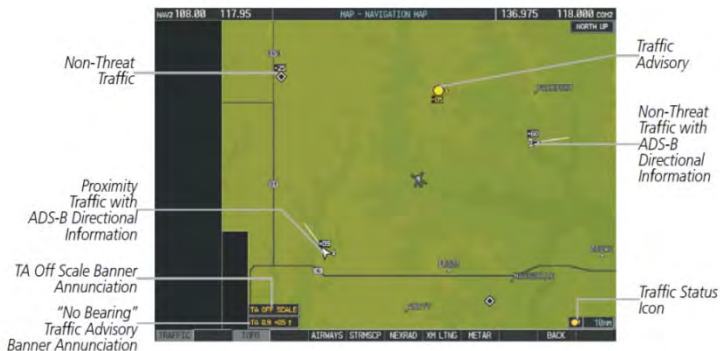 NAV2 108.00 117.95 MAP - NAVIGATION MAP 136.975 118.000 COM2
NORTH UP
Non-Threat
Traffic
Traffic
Advisory
Non-Threat
Traffic with
ADS-B
Directional
Information
Proximity
Traffic with
ADS-B Directional
Information
TA Off Scale Banner
Annunciation
"No Bearing"
Traffic Advisory
Banner Annunciation
Traffic Status
Icon
TA OFF SCALE
10nm
TRAFFIC TOPO AIRWAYS STRMSCP NEXRAD XM LTNG METAR BACK